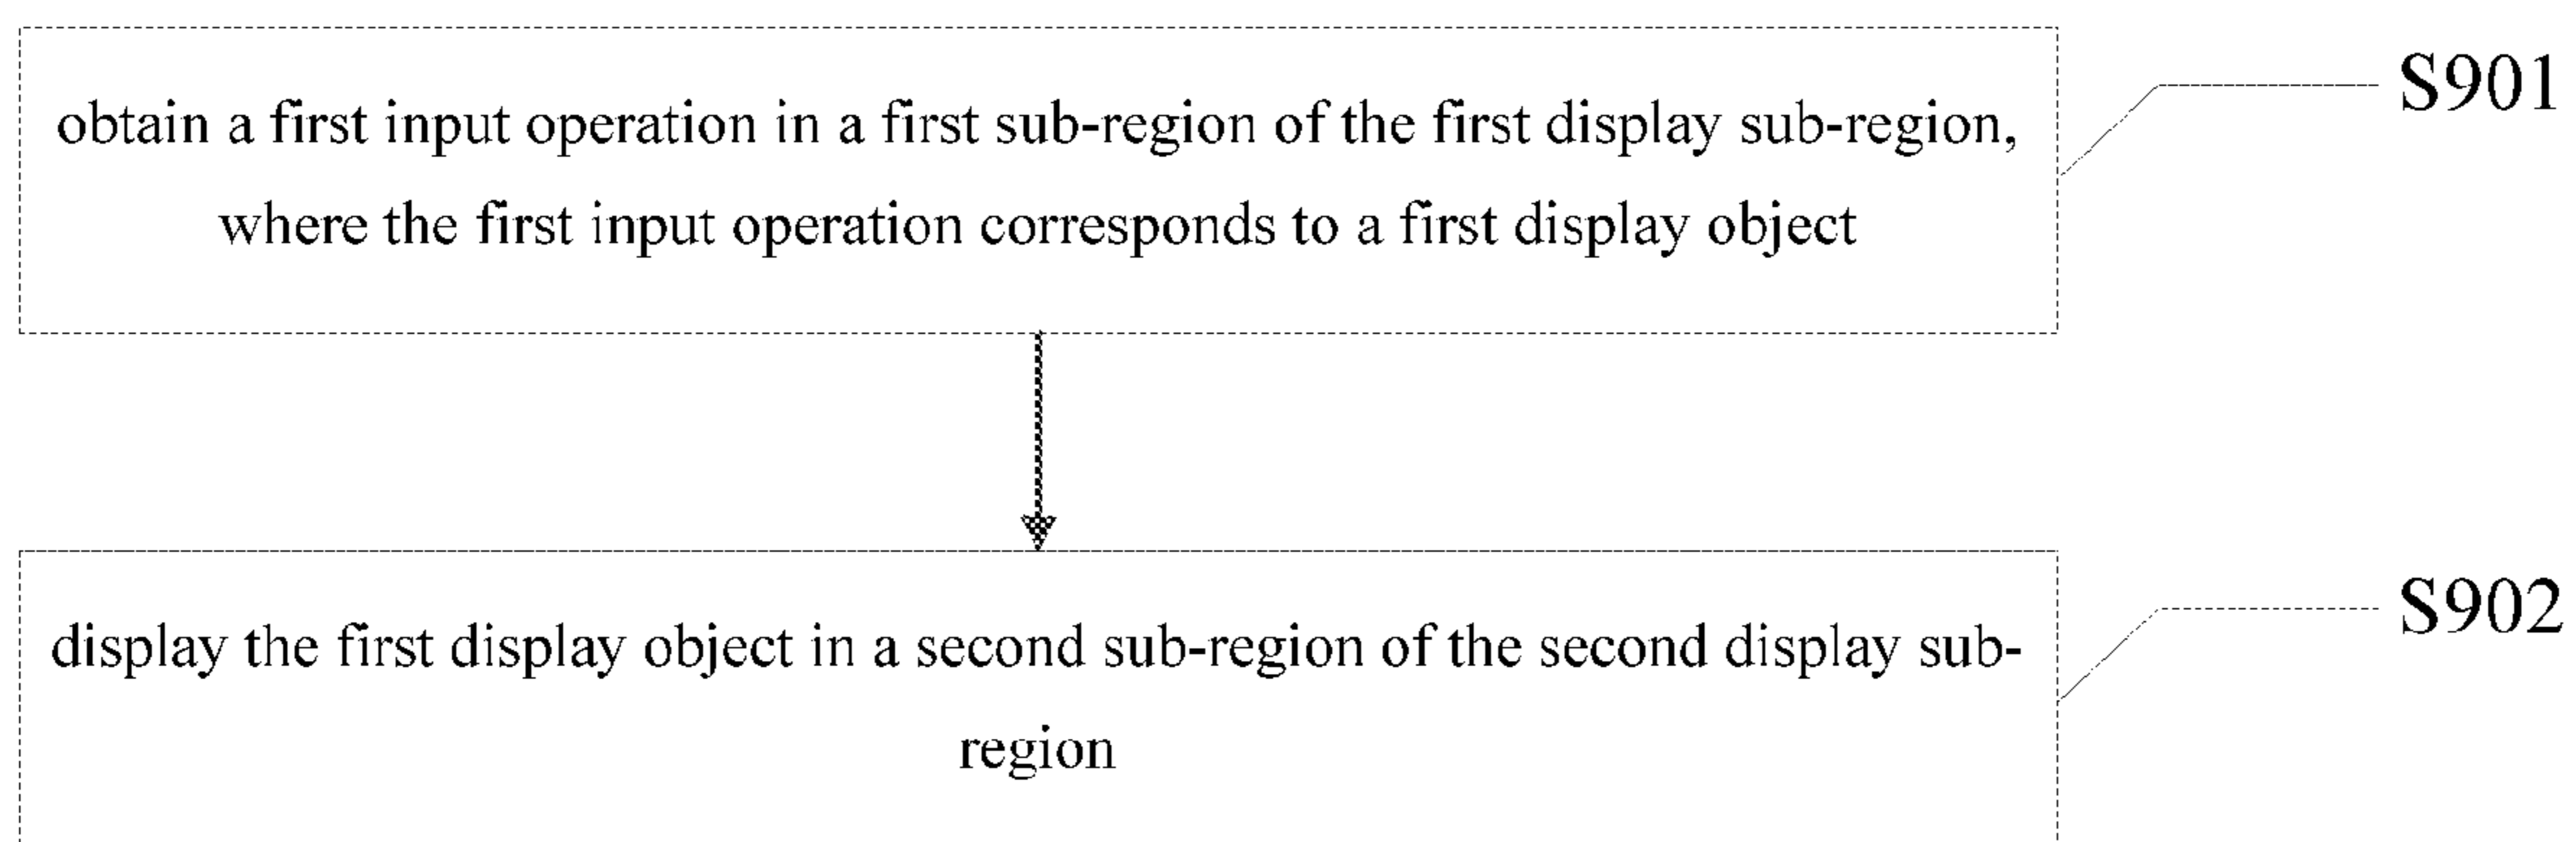 obtain a first input operation in a first sub-region of the first display sub-region,
where the first input operation corresponds to a first display object
S901
display the first display object in a second sub-region of the second display sub-
region
S902